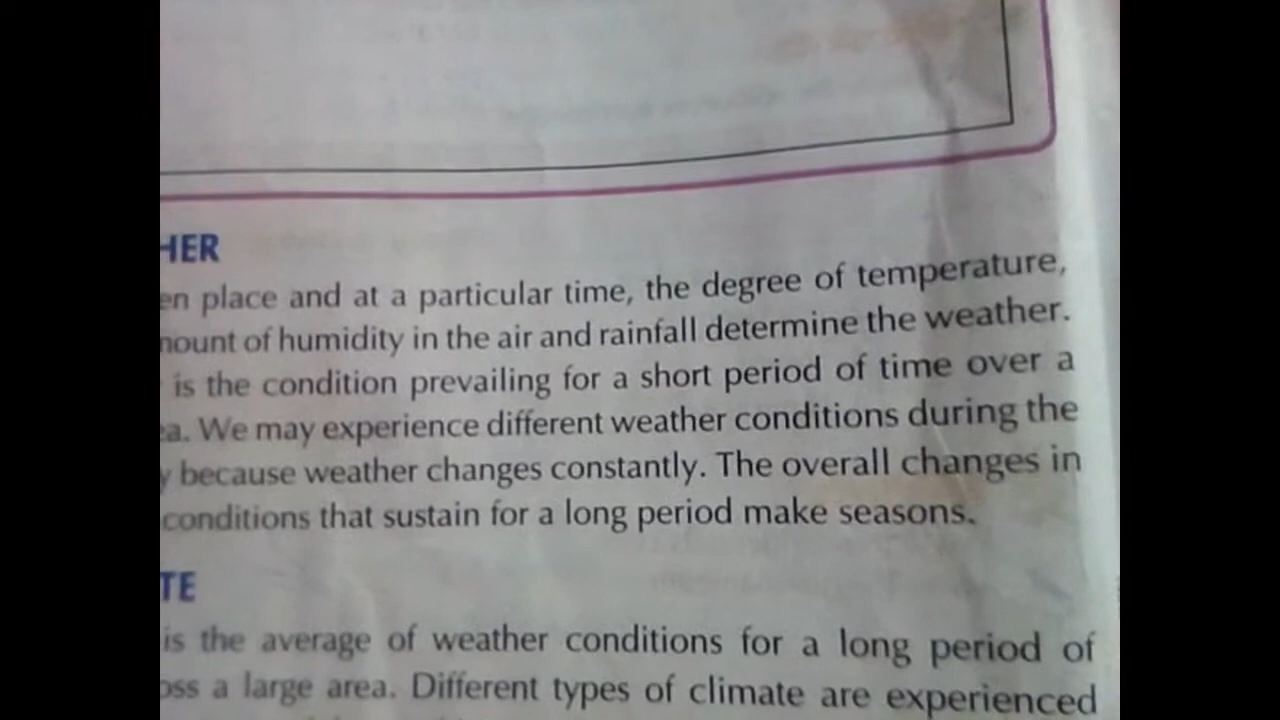 HER
en place and at a particular time, the degree of temperature,
mount of humidity in the air and rainfall determine the weather.
is the condition prevailing for a short period of time over a
ea. We may experience different weather conditions during the
y because weather changes constantly. The overall changes in
conditions that sustain for a long period make seasons.
TE
is the average of weather conditions for a long period of
oss a large area. Different types of climate are experienced